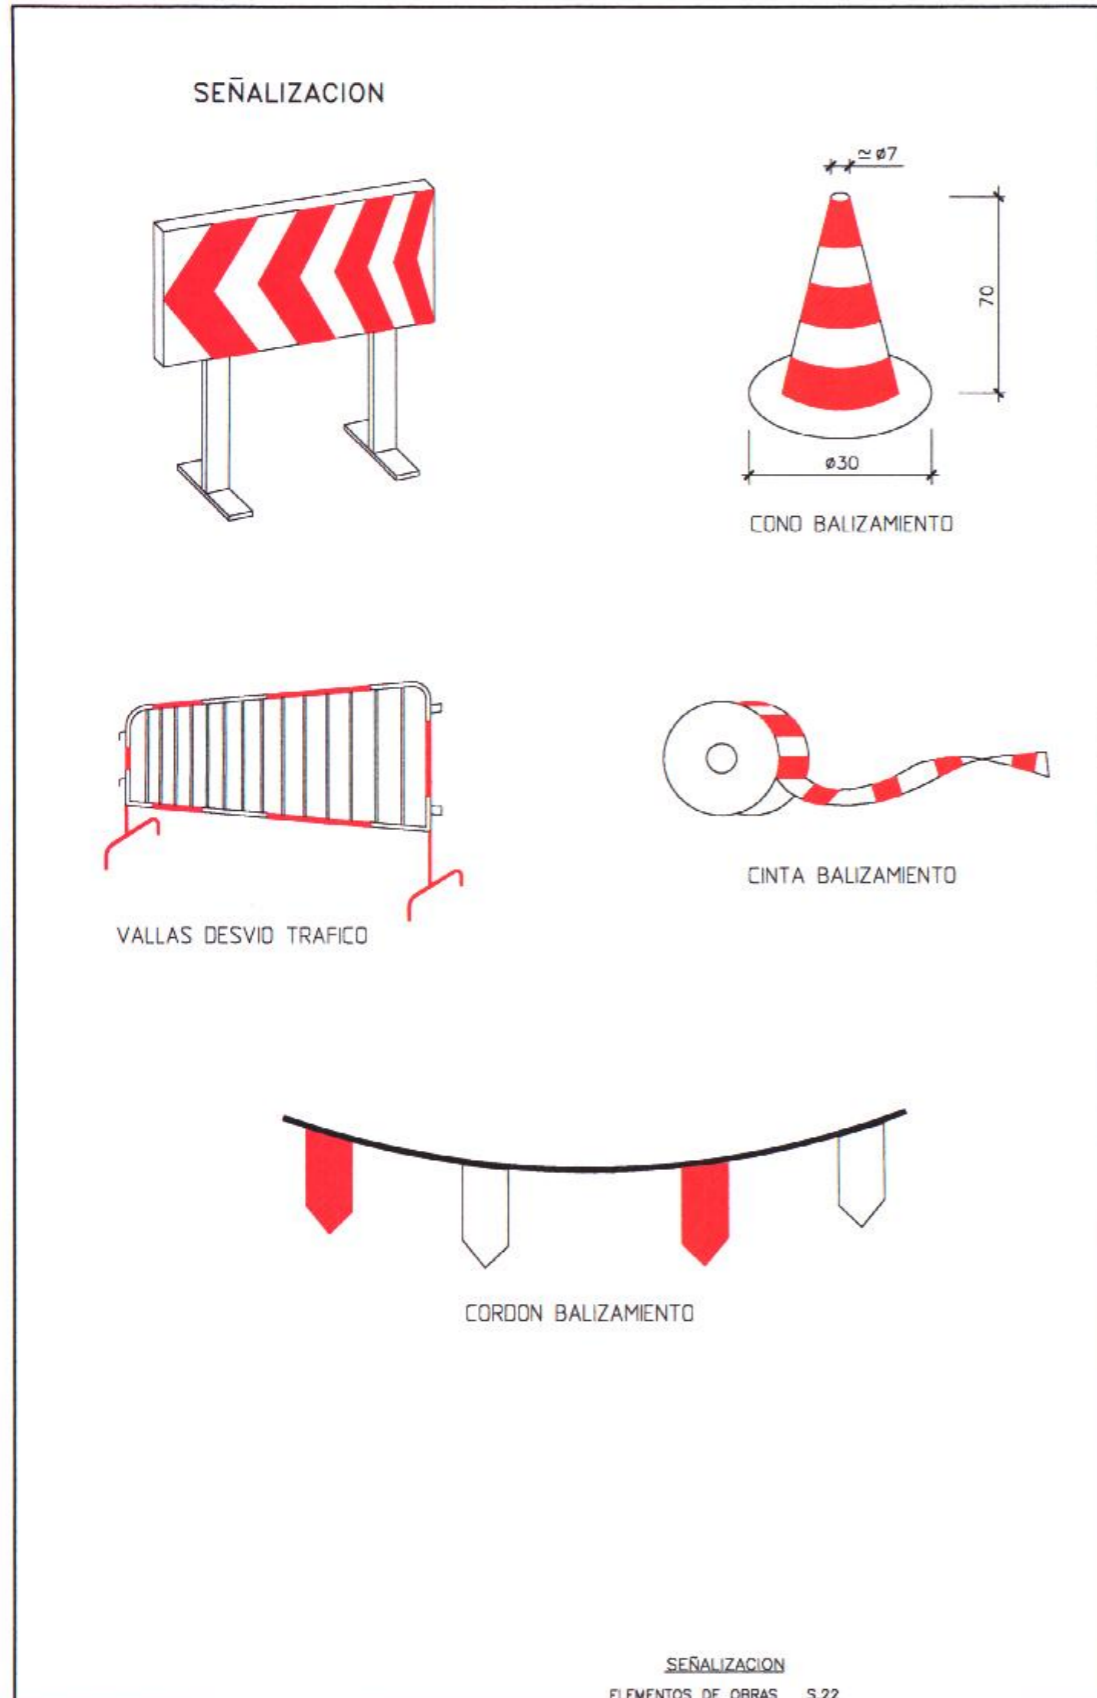 SEÑALIZACION
≃ø7
70
ø30
CONO BALIZAMIENTO
CINTA BALIZAMIENTO
VALLAS DESVIO TRAFICO
CORDON BALIZAMIENTO
SEÑALIZACION
ELEMENTOS DE OBRAS S.22